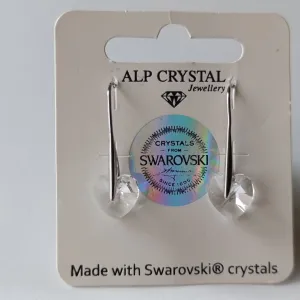 ALP CRYSTAL
Jewellery
CRYSTALS
FROM
SWAROVSKI
Made with Swarovski® crystals